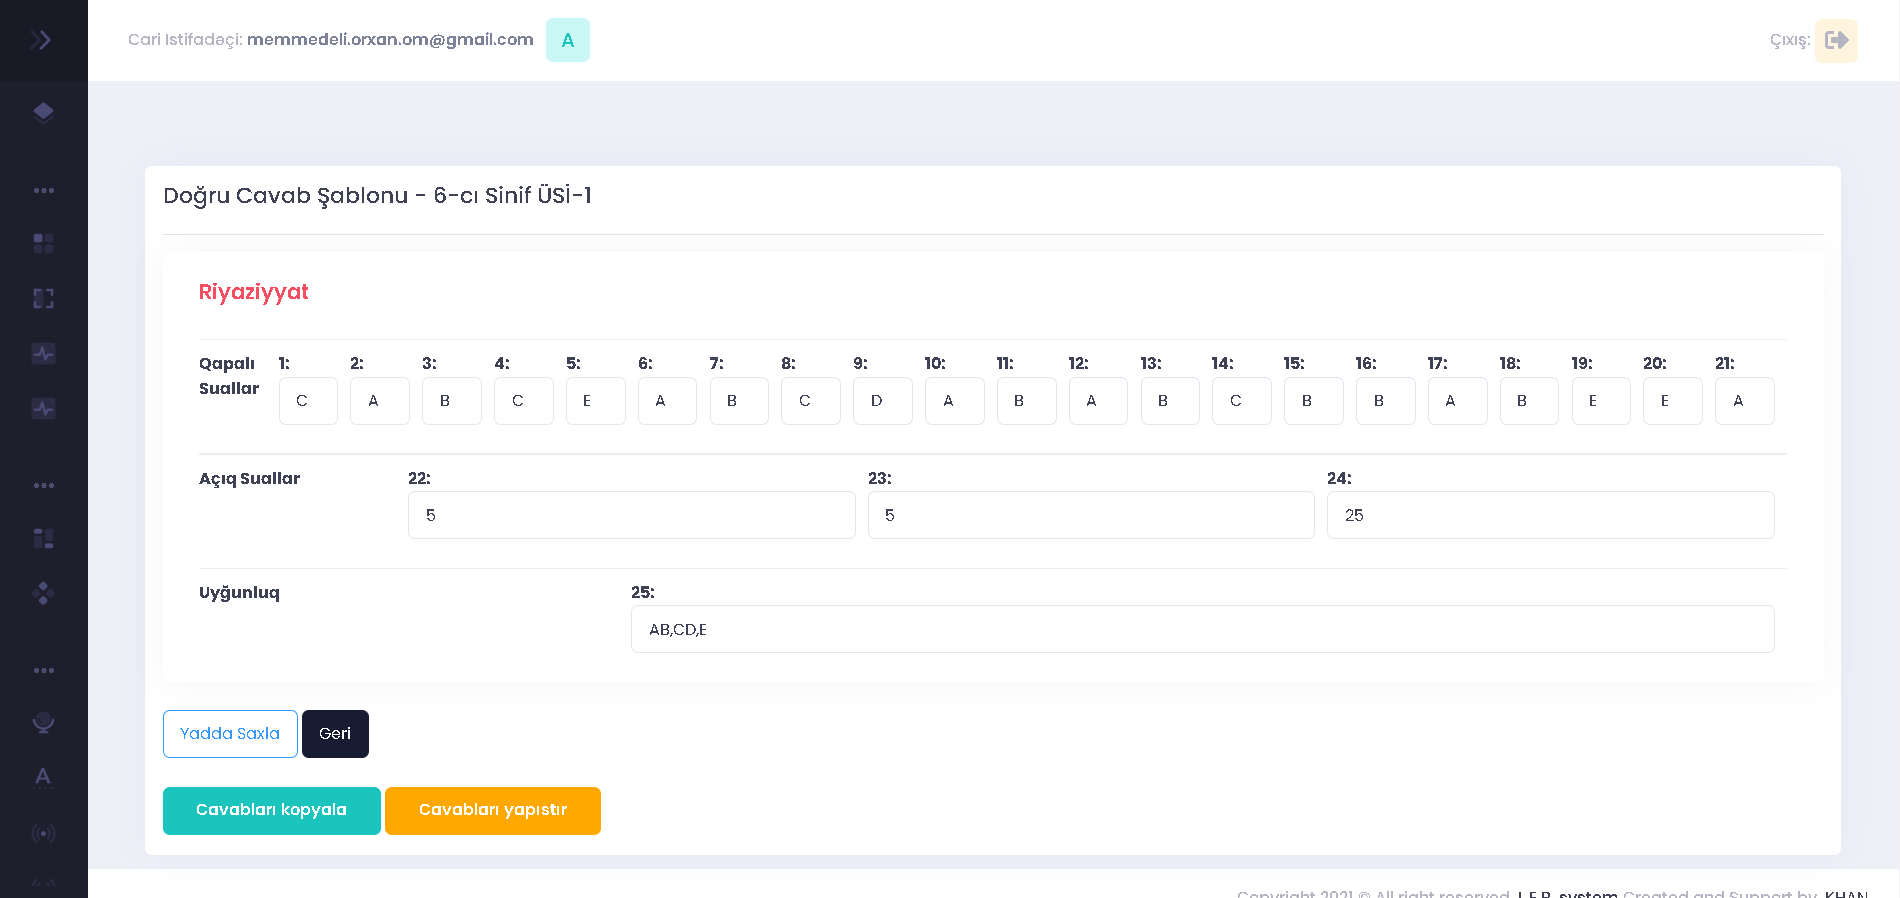 Cari Istifadəçi: memmedeli.orxan.om@gmail.com A Çıxış:
Doğru Cavab Şablonu - 6-cı Sinif ÜSİ-1
Riyaziyyat
Qapalı Suallar 1: 2: 3: 4: 5: 6: 7: 8: 9: 10: 11: 12: 13: 14: 15: 16: 17: 18: 19: 20: 21:
C A B C E A B C D A B A B C B B A B E E A
Açıq Suallar 22: 23: 24:
5 5 25
Uyğunluq 25:
AB,CD,E
Yadda Saxla Geri
Cavabları kopyala Cavabları yapıstır
Copyright 2021 © All right reserved. Created and Support by KHAN